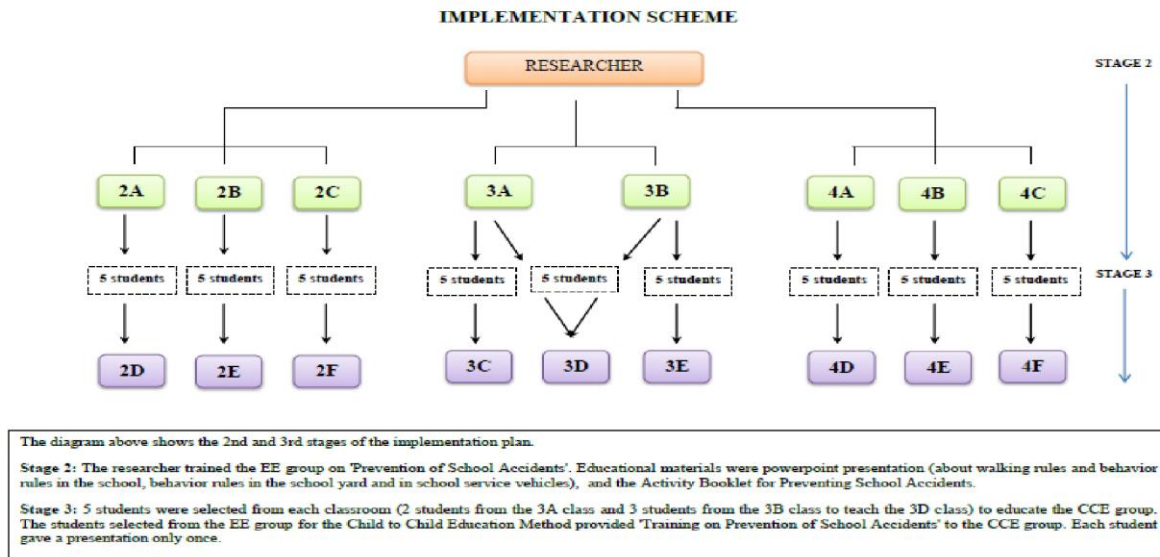 IMPLEMENTATION SCHEME
RESEARCHER
STAGE 2
2A 2B 2C 3A 3B 4A 4B 4C
5 students 5 students 5 students 5 students 5 students 5 students 5 students 5 students 5 students
STAGE 3
2D 2E 2F 3C 3D 3E 4D 4E 4F
The diagram above shows the 2nd and 3rd stages of the implementation plan.
Stage 2: The researcher trained the EE group on 'Prevention of School Accidents'. Educational materials were powerpoint presentation (about walking rules and behavior
rules in the school, behavior rules in the school yard and in school service vehicles), and the Activity Booklet for Preventing School Accidents.
Stage 3: 5 students were selected from each classroom (2 students from the 3A class and 3 students from the 3B class to teach the 3D class) to educate the CCE group.
The students selected from the EE group for the Child to Child Education Method provided 'Training on Prevention of School Accidents' to the CCE group. Each student
gave a presentation only once.